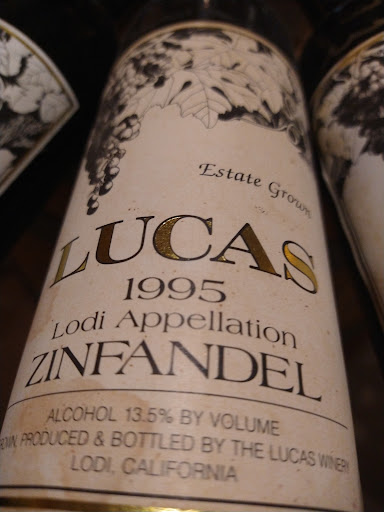 Estate Grown
LUCAS
1995
Lodi Appellation
ZINFANDEL
ALCOHOL 13.5% BY VOLUME
PRODUCED & BOTTLED BY THE LUCAS WINERY
LODI, CALIFORNIA